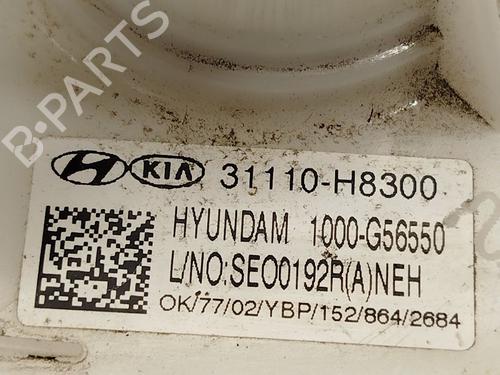 B-PARTS
KIA 31110-H8300
HYUNDAM 1000-G56550
L/NO:SEO0192R(A)NEH
OK/77/02/YBP/152/864/2684